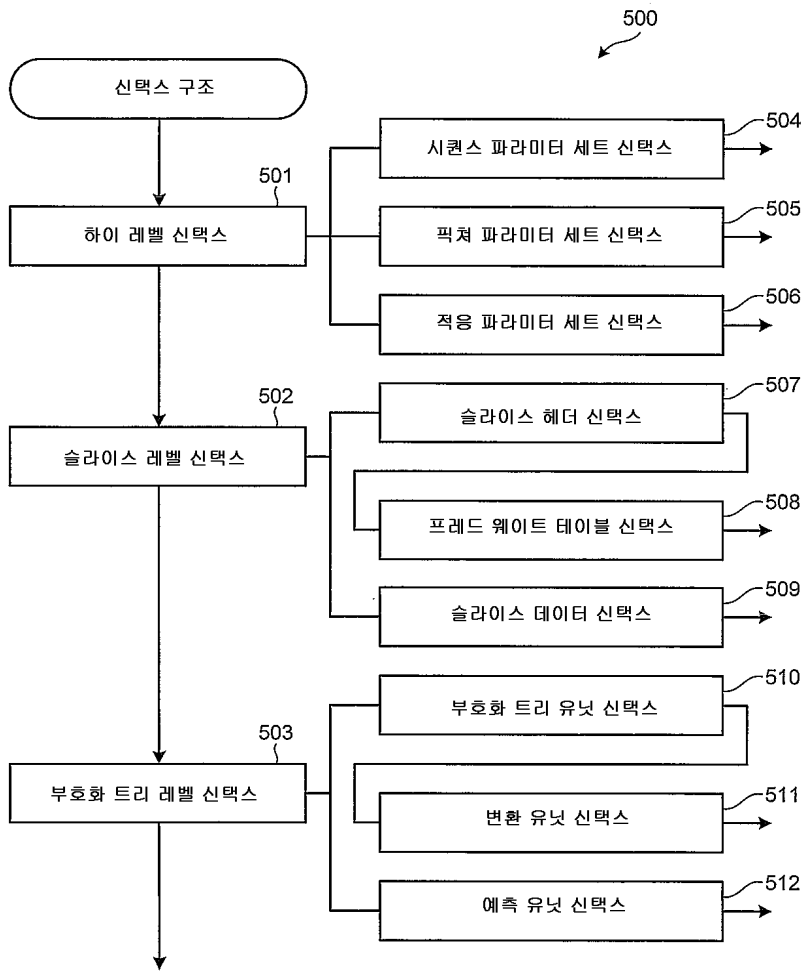 500
신택스 구조
504
시퀀스 파라미터 세트 신택스
501
하이 레벨 신택스
505
픽쳐 파라미터 세트 신택스
506
적응 파라미터 세트 신택스
502
슬라이스 레벨 신택스
507
슬라이스 헤더 신택스
508
프레드 웨이트 테이블 신택스
509
슬라이스 데이터 신택스
503
부호화 트리 레벨 신택스
510
부호화 트리 유닛 신택스
511
변환 유닛 신택스
512
예측 유닛 신택스